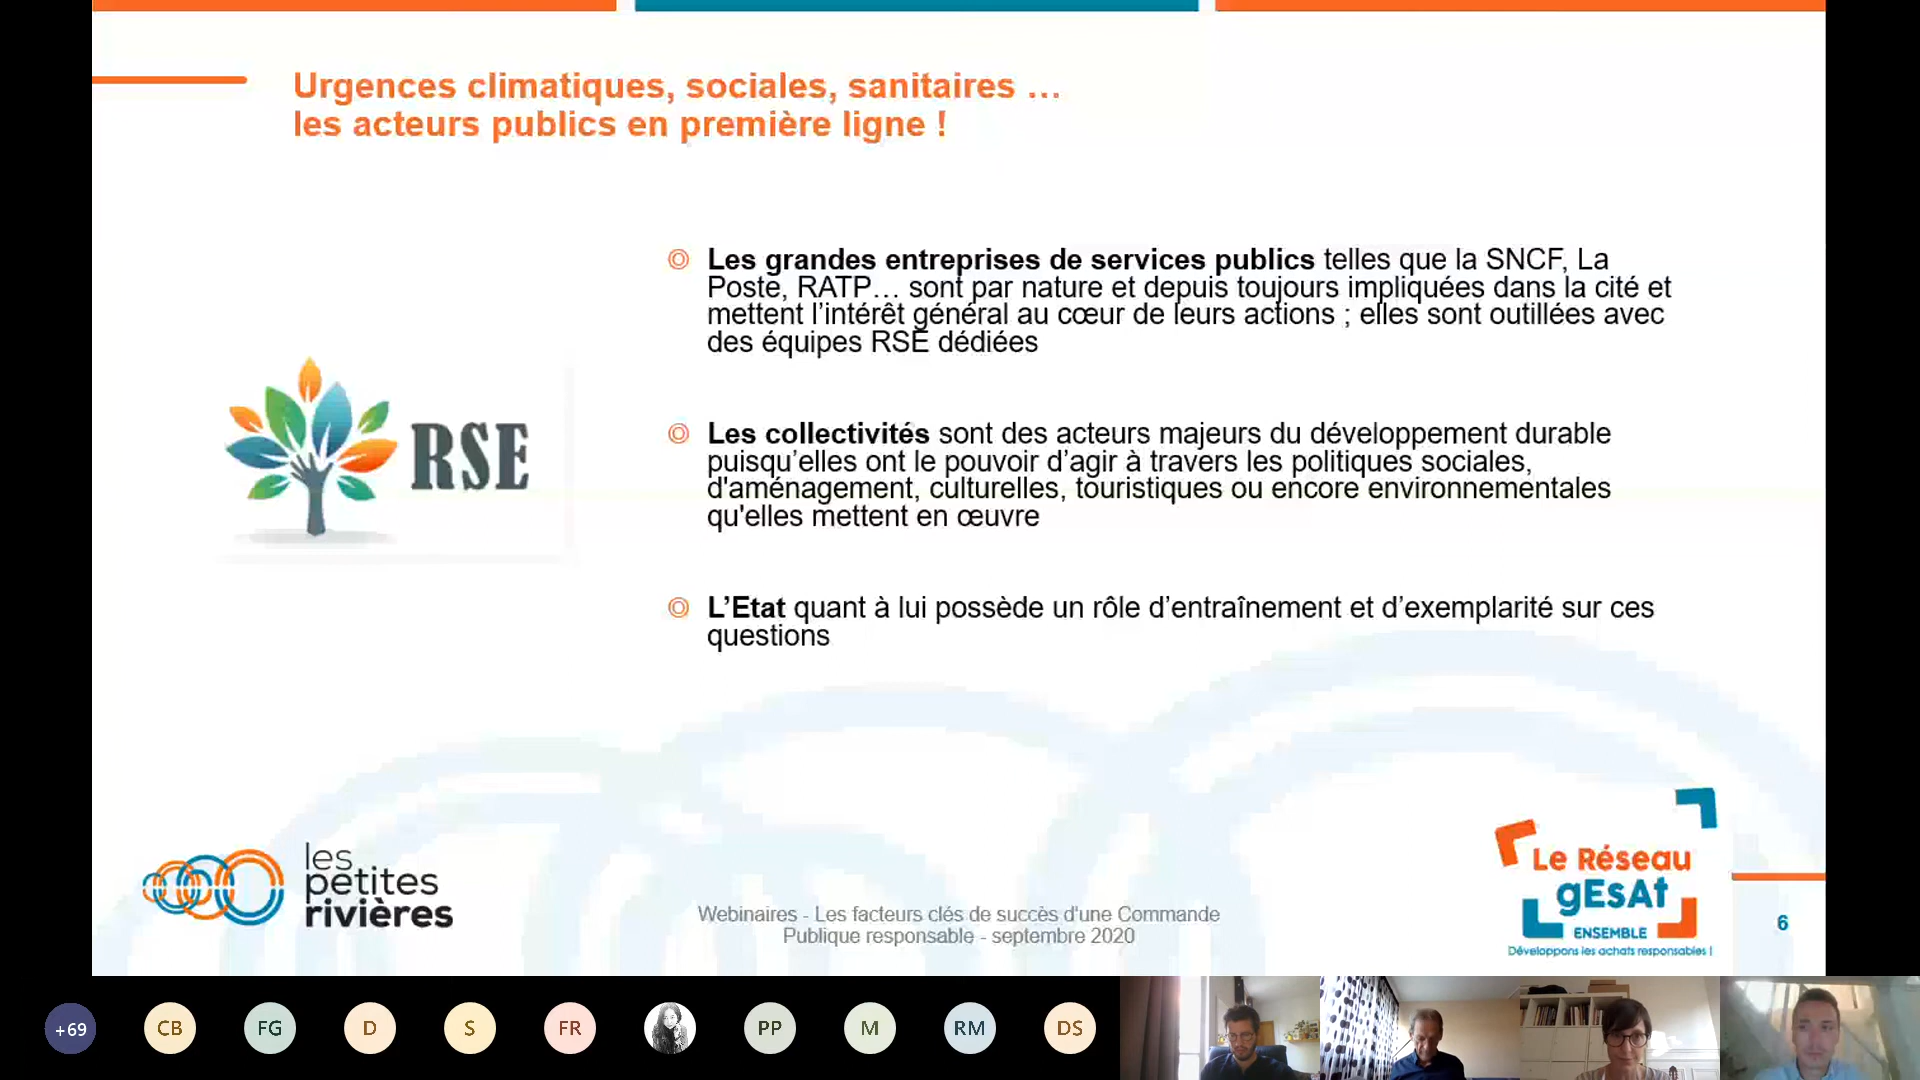 Urgences climatiques, sociales, sanitaires …
les acteurs publics en première ligne !
Les grandes entreprises de services publics telles que la SNCF, La
Poste, RATP… sont par nature et depuis toujours impliquées dans la cité et
mettent l’intérêt général au cœur de leurs actions ; elles sont outillées avec
des équipes RSE dédiées
RSE
Les collectivités sont des acteurs majeurs du développement durable
puisqu’elles ont le pouvoir d’agir à travers les politiques sociales,
d'aménagement, culturelles, touristiques ou encore environnementales
qu'elles mettent en œuvre
L’Etat quant à lui possède un rôle d’entraînement et d’exemplarité sur ces
questions
les
petites
rivières
Webinaires - Les facteurs clés de succès d'une Commande
Publique responsable - septembre 2020
Le Réseau
gEsAt
ENSEMBLE
Développons les achats responsables !
6
+69
CB
FG
D
S
FR
PP
M
RM
DS